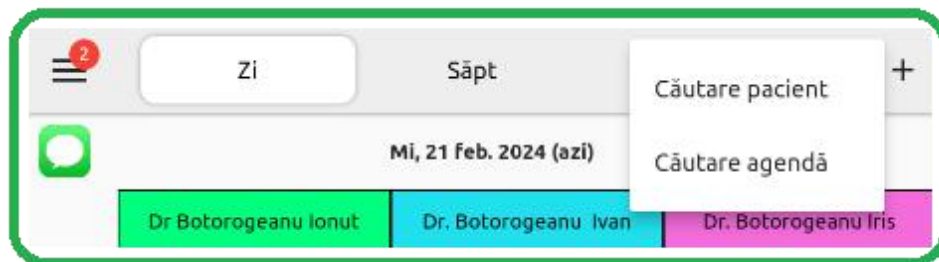 2
Zi Săpt +
Căutare pacient
Mi, 21 feb. 2024 (azi)
Căutare agendă
Dr Botorogeanu Ionut Dr. Botorogeanu Ivan Dr. Botorogeanu Iris